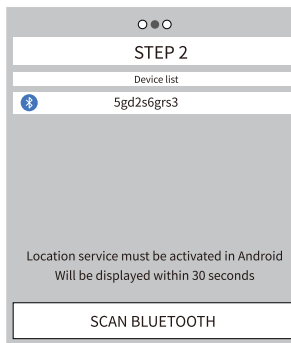 STEP 2
Device list
5gd2s6grs3
Location service must be activated in Android
Will be displayed within 30 seconds
SCAN BLUETOOTH